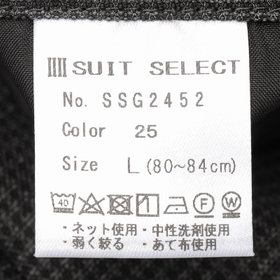 SUIT SELECT
No. SSG2452
Color 25
Size L(80~84cm)
40 1 F W
・ネット使用・中性洗剤使用
・弱く絞る ・あて布使用